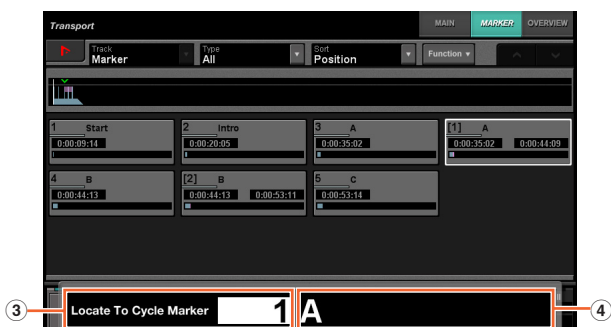 Transport MAIN MARKER OVERVIEW
Track Marker Type All Sort Position Function
1 Start 2 Intro 3 A [1] A
0:00:09:14 0:00:20:05 0:00:35:02 0:00:35:02 0:00:44:09
4 B [2] B 5 C
0:00:44:13 0:00:44:13 0:00:53:11 0:00:53:14
3 Locate To Cycle Marker 1 A 4